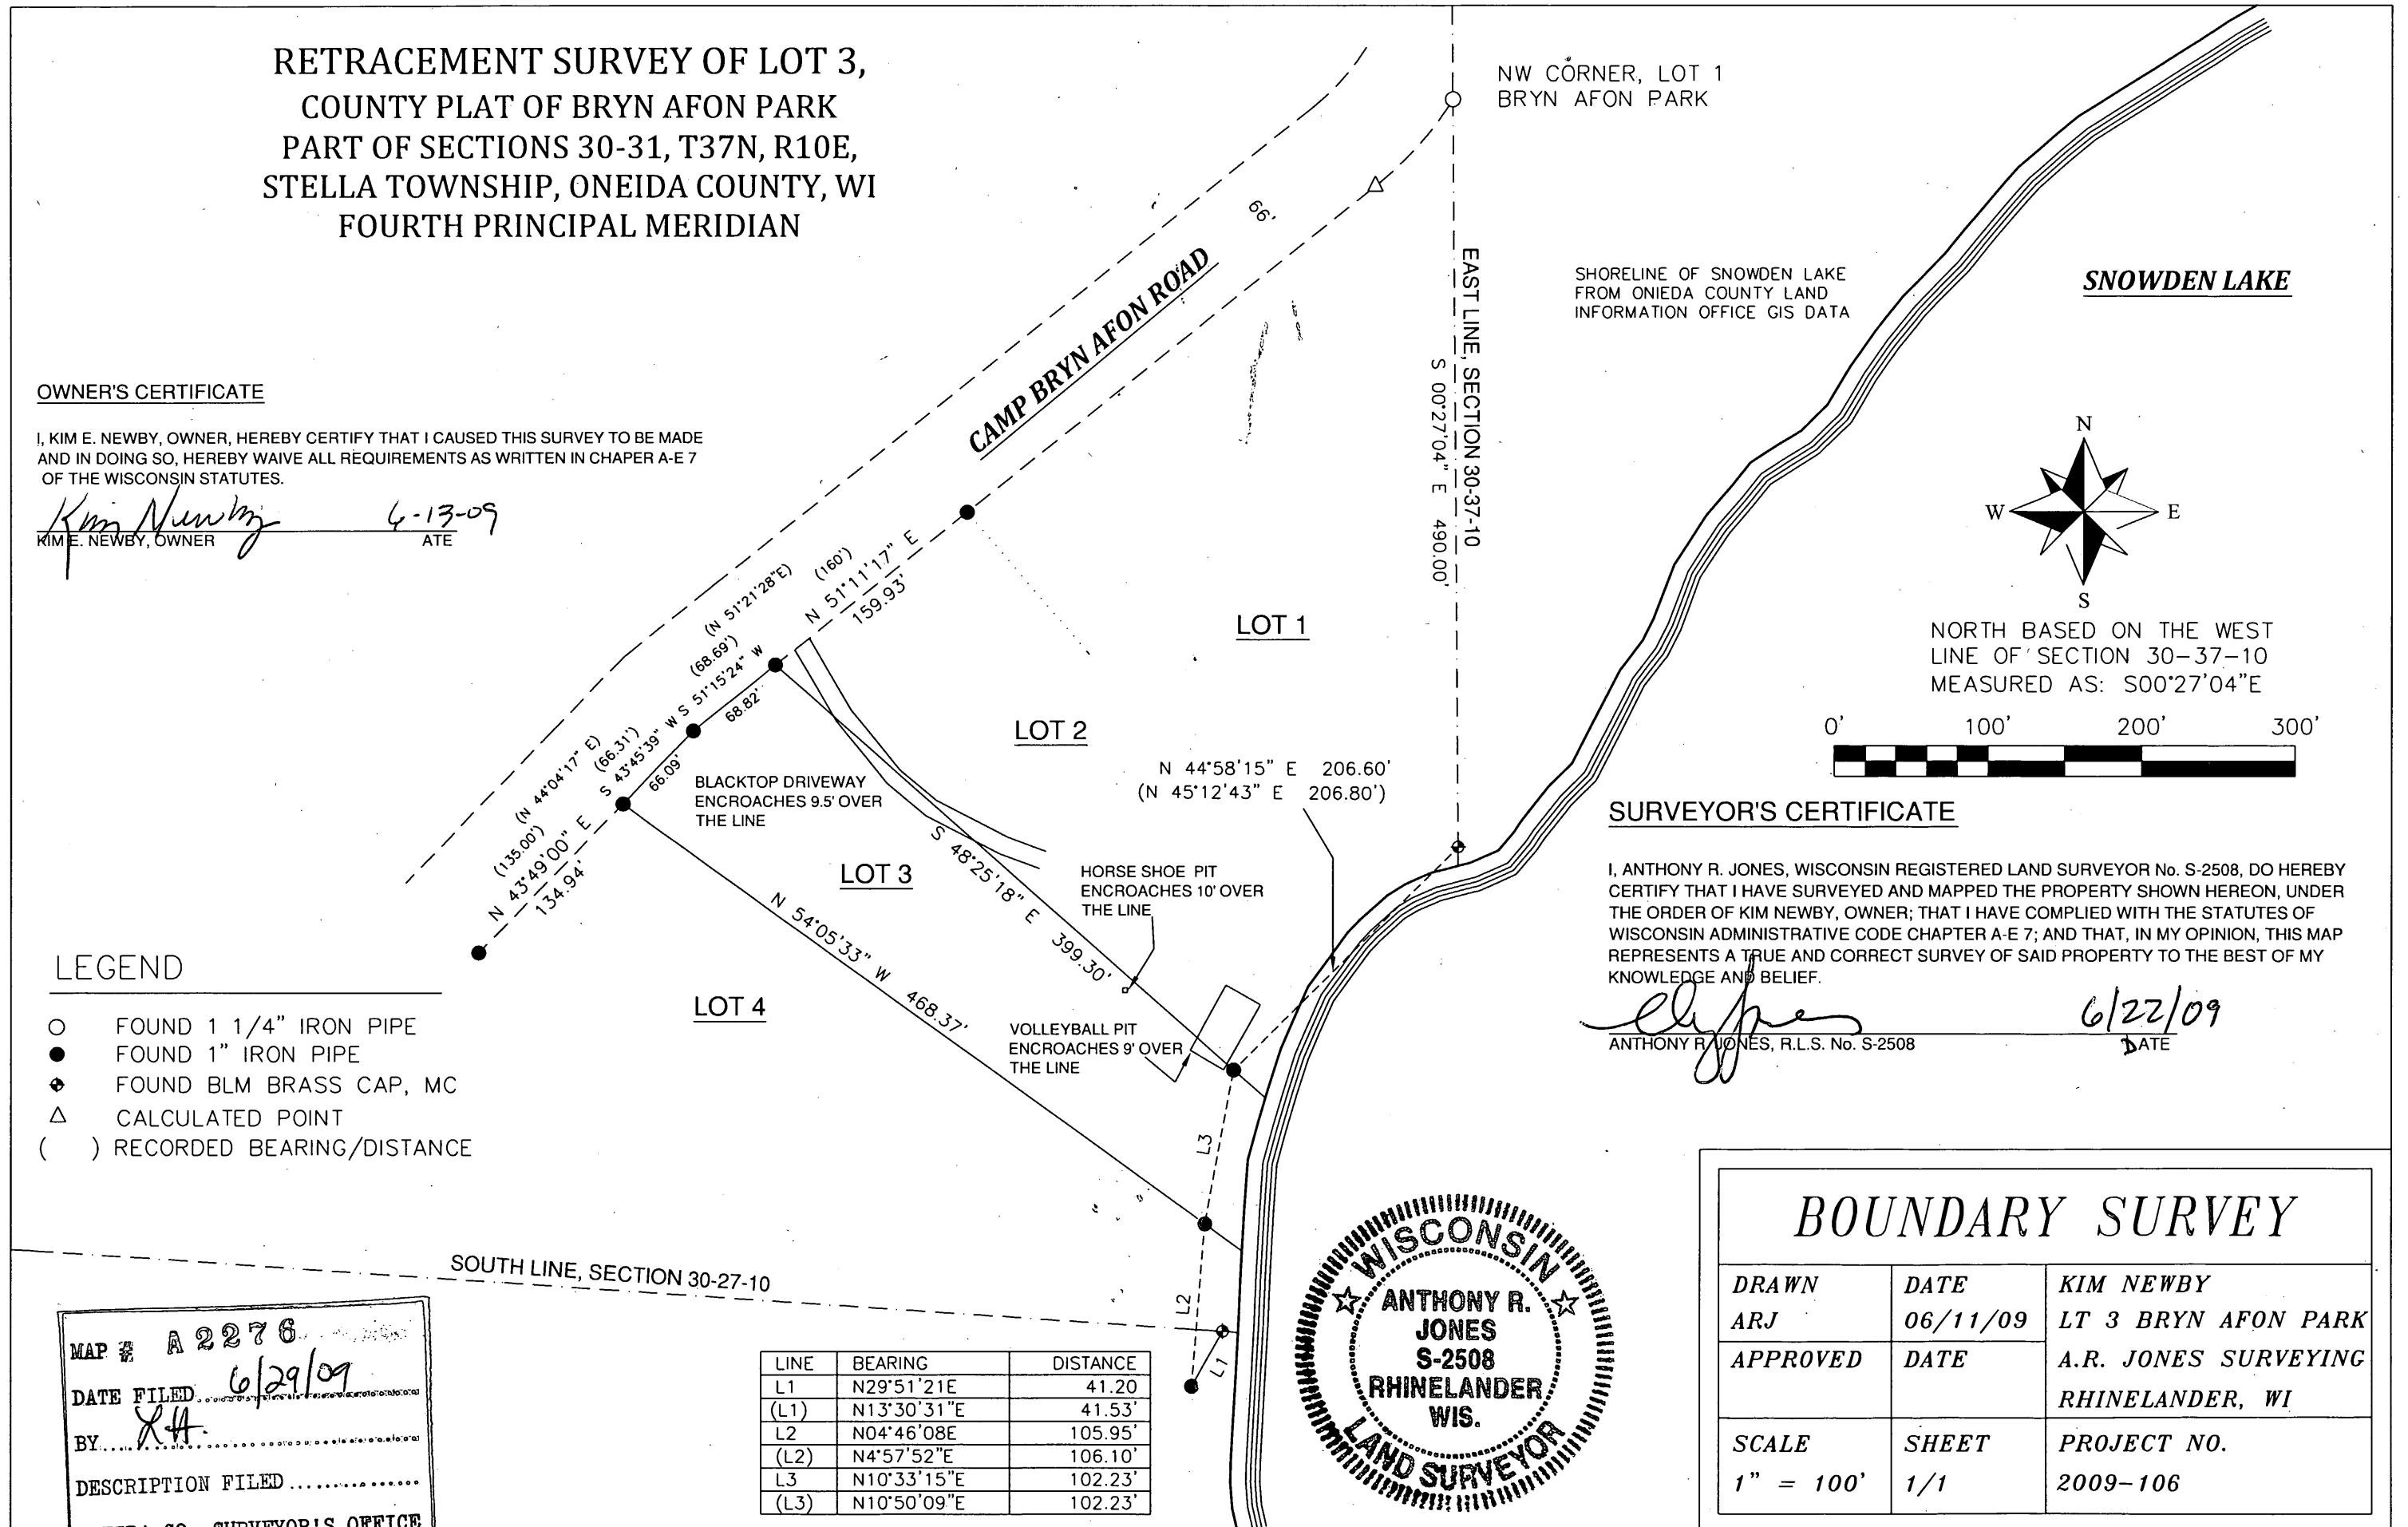 RETRACEMENT SURVEY OF LOT 3,
COUNTY PLAT OF BRYN AFON PARK
PART OF SECTIONS 30-31, T37N, R10E,
STELLA TOWNSHIP, ONEIDA COUNTY, WI
FOURTH PRINCIPAL MERIDIAN
NW CORNER, LOT 1
BRYN AFON PARK
66'
CAMP BRYN AFON ROAD
EAST LINE, SECTION 30-37-10
S 00°27'04" E 490.00'
SHORELINE OF SNOWDEN LAKE
FROM ONIEDA COUNTY LAND
INFORMATION OFFICE GIS DATA
SNOWDEN LAKE
OWNER'S CERTIFICATE
I, KIM E. NEWBY, OWNER, HEREBY CERTIFY THAT I CAUSED THIS SURVEY TO BE MADE
AND IN DOING SO, HEREBY WAIVE ALL REQUIREMENTS AS WRITTEN IN CHAPER A-E 7
OF THE WISCONSIN STATUTES.
Kim Newby 6-13-09
KIM E. NEWBY, OWNER ATE
N
W E
S
NORTH BASED ON THE WEST
LINE OF SECTION 30-37-10
MEASURED AS: S00°27'04"E
0' 100' 200' 300'
(N 51°21'28"E) (160')
N 51°11'17" E
159.93'
(68.69')
S 51°15'24" W
68.82'
(N 44°04'17" E) (66.31')
S 43°45'39" W
66.09'
(135.00')
N 43°49'00" E
134.94'
LOT 1
LOT 2
LOT 3
LOT 4
BLACKTOP DRIVEWAY
ENCROACHES 9.5' OVER
THE LINE
N 44°58'15" E 206.60'
(N 45°12'43" E 206.80')
S 48°25'18" E 399.30'
N 54°05'33" W 468.37'
HORSE SHOE PIT
ENCROACHES 10' OVER
THE LINE
VOLLEYBALL PIT
ENCROACHES 9' OVER
THE LINE
L3
L2
L1
SURVEYOR'S CERTIFICATE
I, ANTHONY R. JONES, WISCONSIN REGISTERED LAND SURVEYOR No. S-2508, DO HEREBY
CERTIFY THAT I HAVE SURVEYED AND MAPPED THE PROPERTY SHOWN HEREON, UNDER
THE ORDER OF KIM NEWBY, OWNER; THAT I HAVE COMPLIED WITH THE STATUTES OF
WISCONSIN ADMINISTRATIVE CODE CHAPTER A-E 7; AND THAT, IN MY OPINION, THIS MAP
REPRESENTS A TRUE AND CORRECT SURVEY OF SAID PROPERTY TO THE BEST OF MY
KNOWLEDGE AND BELIEF.
6/22/09
ANTHONY R. JONES, R.L.S. No. S-2508 DATE
LEGEND
FOUND 1 1/4" IRON PIPE
FOUND 1" IRON PIPE
FOUND BLM BRASS CAP, MC
CALCULATED POINT
( ) RECORDED BEARING/DISTANCE
SOUTH LINE, SECTION 30-27-10
MAP # A2276
DATE FILED 6/29/09
BY
DESCRIPTION FILED
CO. SURVEYOR'S OFFICE
LINE BEARING DISTANCE
L1 N29°51'21E 41.20
(L1) N13°30'31"E 41.53'
L2 N04°46'08E 105.95'
(L2) N4°57'52"E 106.10'
L3 N10°33'15"E 102.23'
(L3) N10°50'09"E 102.23'
WISCONSIN
ANTHONY R.
JONES
S-2508
RHINELANDER
WIS.
LAND SURVEYOR
BOUNDARY SURVEY
DRAWN DATE KIM NEWBY
ARJ 06/11/09 LT 3 BRYN AFON PARK
APPROVED DATE A.R. JONES SURVEYING
RHINELANDER, WI
SCALE SHEET PROJECT NO.
1" = 100' 1/1 2009-106